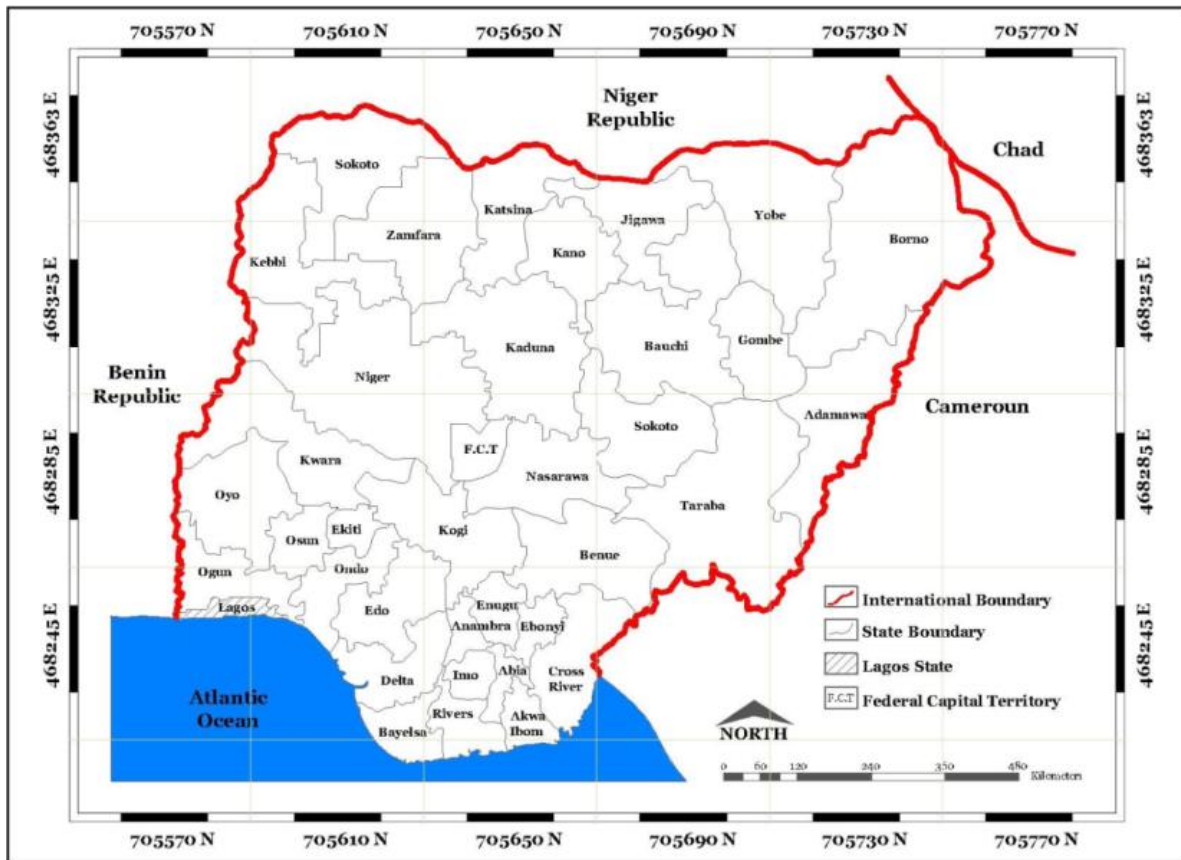 705570 N 705610 N 705650 N 705690 N 705730 N 705770 N
468363 E
468363 E
Niger
Republic
Chad
Sokoto
Katsina
Jigawa
Yobe
Zamfara
Kano
Borno
Kebbi
468325 E
468325 E
Kaduna
Bauchi
Gombe
Niger
Benin
Republic
Cameroun
Adamawa
Sokoto
F.C.T
Kwara
Nasarawa
468285 E
468285 E
Oyo
Taraba
Kogi
Ekiti
Osun
Benue
Ondo
Ogun
Lagos
Edo
Enugu
Anambra
Ebonyi
468245 E
468245 E
Delta
Imo
Abia
Cross
River
Atlantic
Ocean
Rivers
Akwa
Ibom
Bayelsa
International Boundary
State Boundary
Lagos State
F.C.T Federal Capital Territory
NORTH
0 60 120 240 350 480
Kilometers
705570 N 705610 N 705650 N 705690 N 705730 N 705770 N